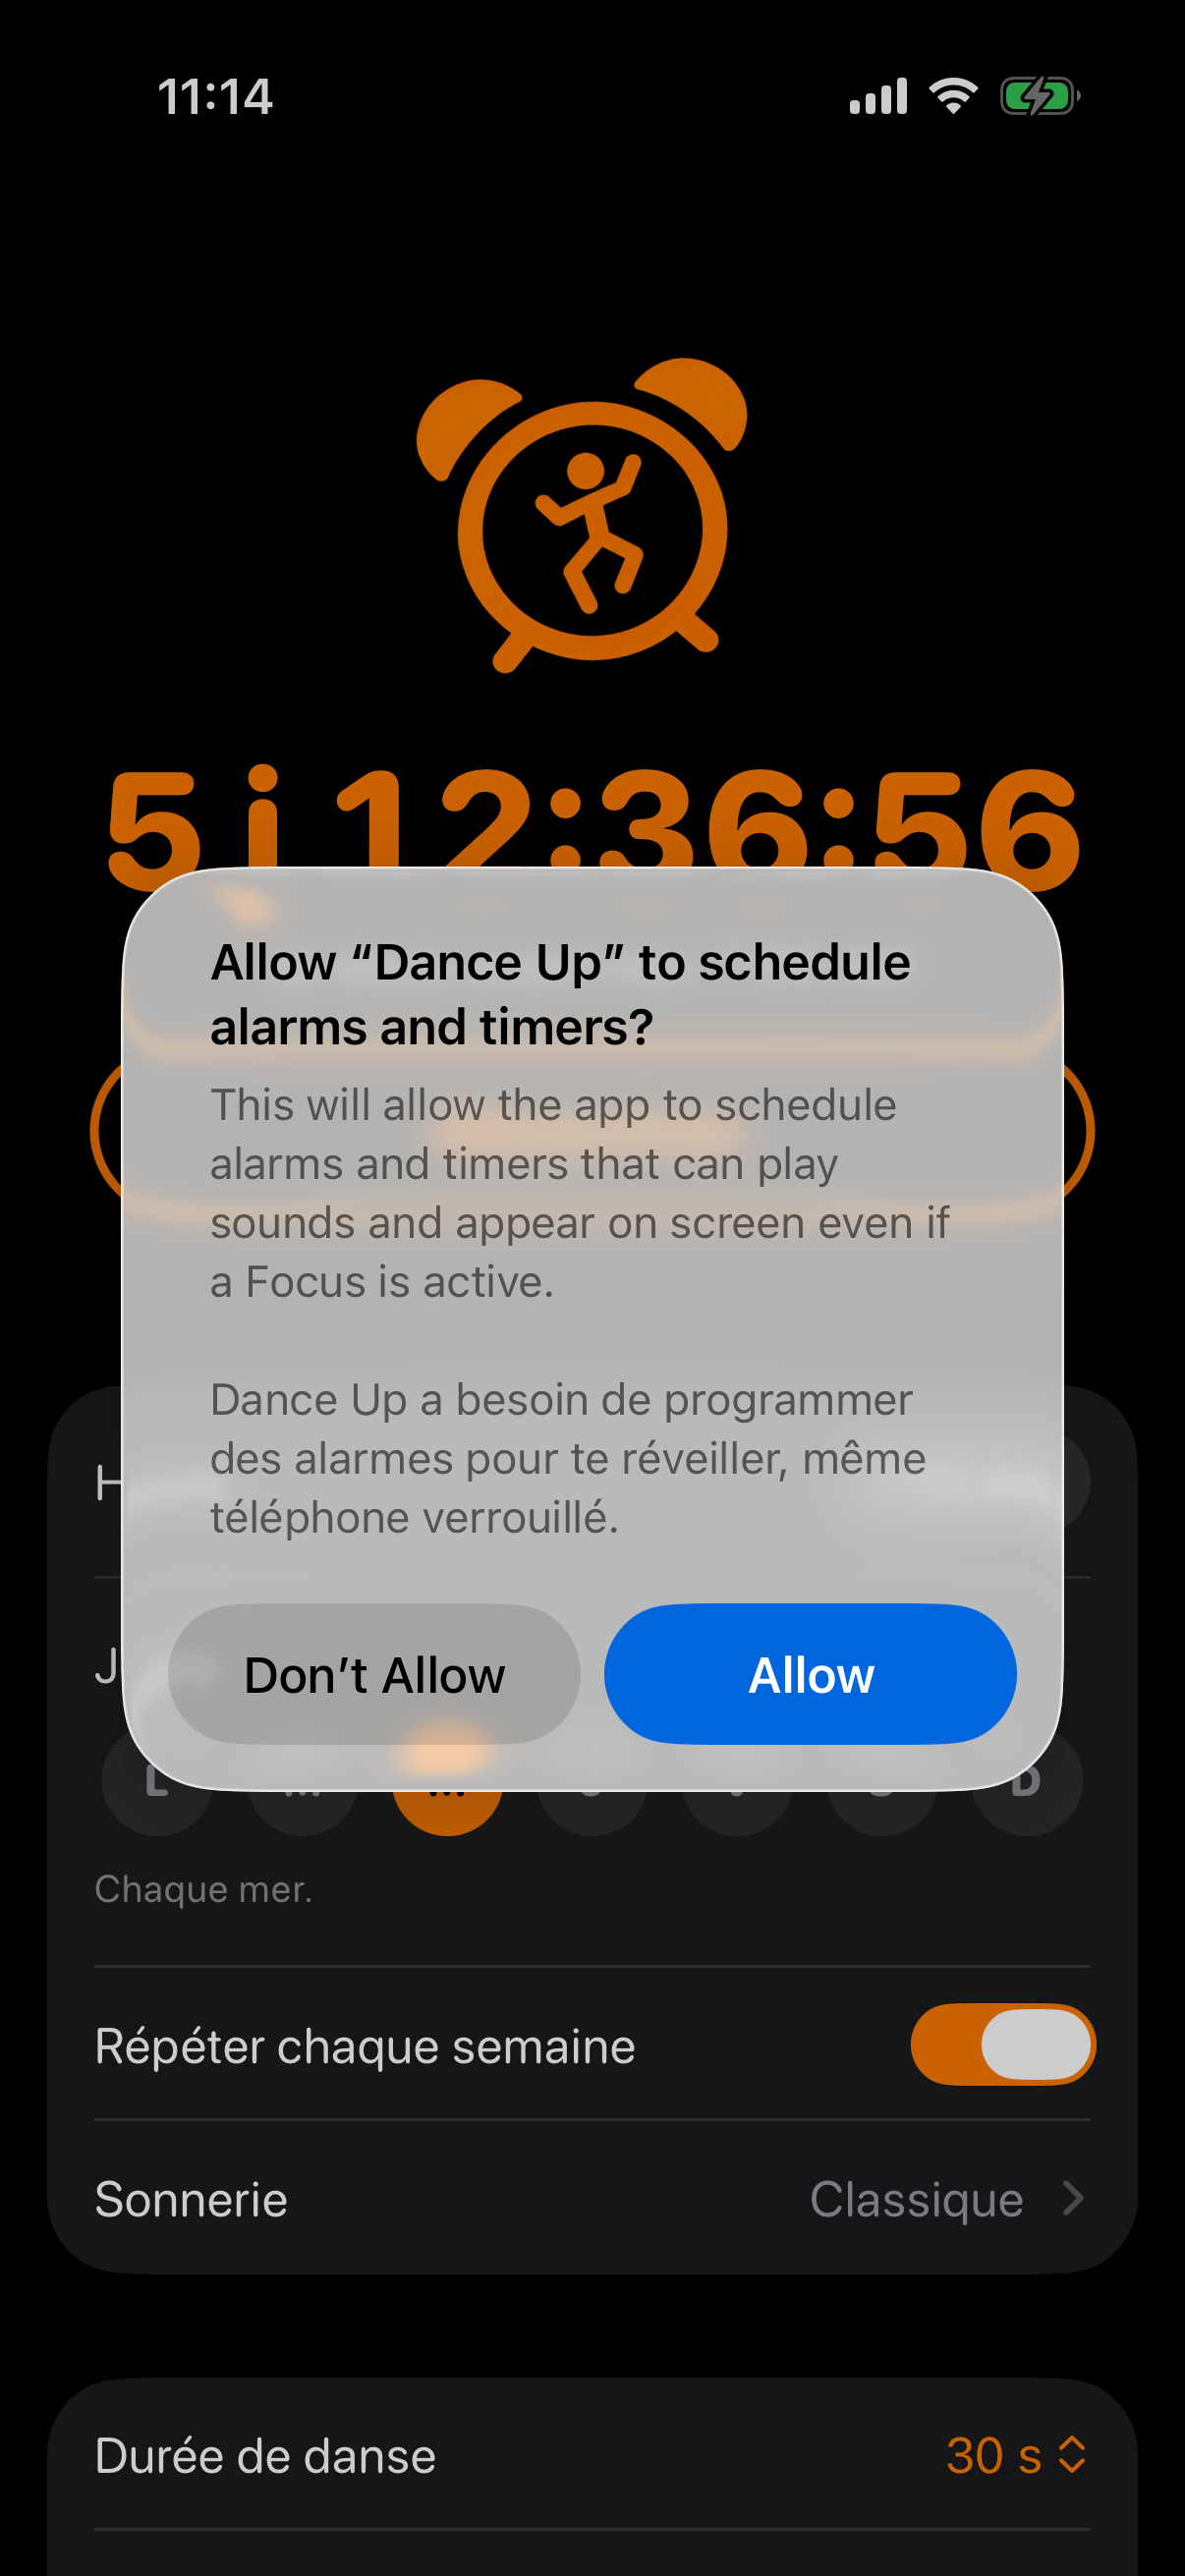 11:14
5 j 12:36:56
Allow “Dance Up” to schedule
alarms and timers?
This will allow the app to schedule
alarms and timers that can play
sounds and appear on screen even if
a Focus is active.
Dance Up a besoin de programmer
des alarmes pour te réveiller, même
téléphone verrouillé.
Don’t Allow
Allow
L M M D
Chaque mer.
Répéter chaque semaine
Sonnerie
Classique
Durée de danse
30 s